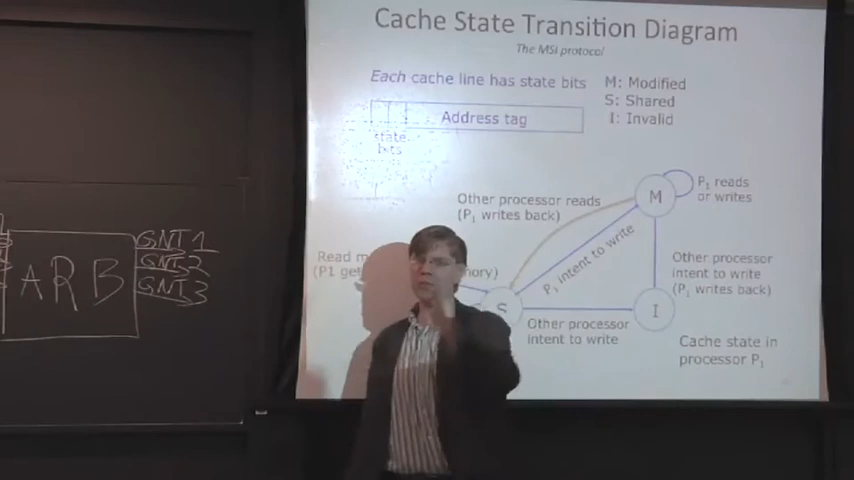 Cache State Transition Diagram
The MSI protocol
Each cache line has state bits
M: Modified
S: Shared
I: Invalid
Address tag
state
bits
M
P1 reads
or writes
Other processor reads
(P1 writes back)
P1 intent to write
Other processor
intent to write
(P1 writes back)
Read
(P1
S
I
Other processor
intent to write
Cache state in
processor P1
ARB
GNT1
GNT2
GNT3